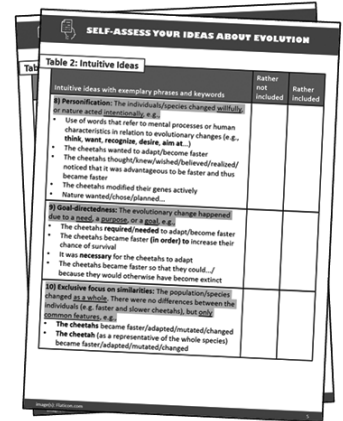 SELF-ASSESS YOUR IDEAS ABOUT EVOLUTION
Tab
Table 2: Intuitive Ideas
Intuitive ideas with exemplary phrases and keywords
Rather not included
Rather included
8) Personification: The individuals/species changed willfully,
or nature acted intentionally, e.g.,
• Use of words that refer to mental processes or human
characteristics in relation to evolutionary changes (e.g.,
think, want, recognize, desire, aim at…)
• The cheetahs wanted to adapt/become faster
• The cheetahs thought/knew/wished/believed/realized/
noticed that it was advantageous to be faster and thus
became faster
• The cheetahs modified their genes actively
• Nature wanted/chose/planned…
9) Goal-directedness: The evolutionary change happened
due to a need, a purpose, or a goal, e.g.,
• The cheetahs required/needed to adapt/become faster
• The cheetahs became faster (in order) to increase their
chance of survival
• It was necessary for the cheetahs to adapt
• The cheetahs became faster so that they could…/
because they would otherwise have become extinct
10) Exclusive focus on similarities: The population/species
changed as a whole. There were no differences between the
individuals (e.g. faster and slower cheetahs), but only
common features, e.g.,
• The cheetahs became faster/adapted/mutated/changed
• The cheetah (as a representative of the whole species)
became faster/adapted/mutated/changed